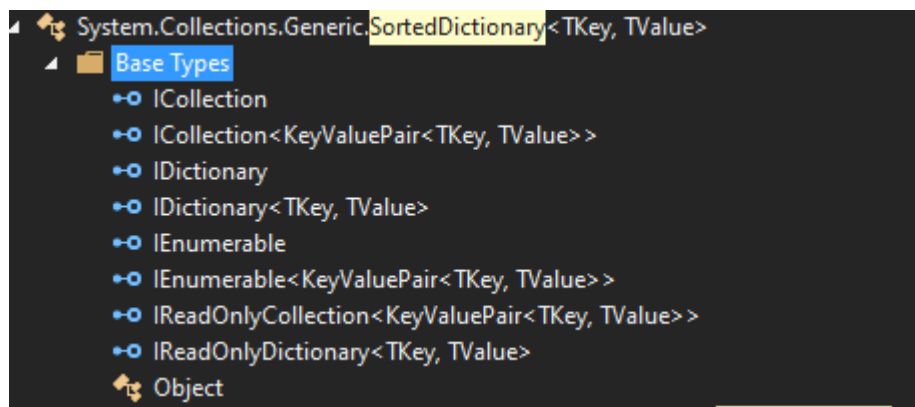 System.Collections.Generic.SortedDictionary<TKey, TValue>
Base Types
ICollection
ICollection<KeyValuePair<TKey, TValue>>
IDictionary
IDictionary<TKey, TValue>
IEnumerable
IEnumerable<KeyValuePair<TKey, TValue>>
IReadOnlyCollection<KeyValuePair<TKey, TValue>>
IReadOnlyDictionary<TKey, TValue>
Object